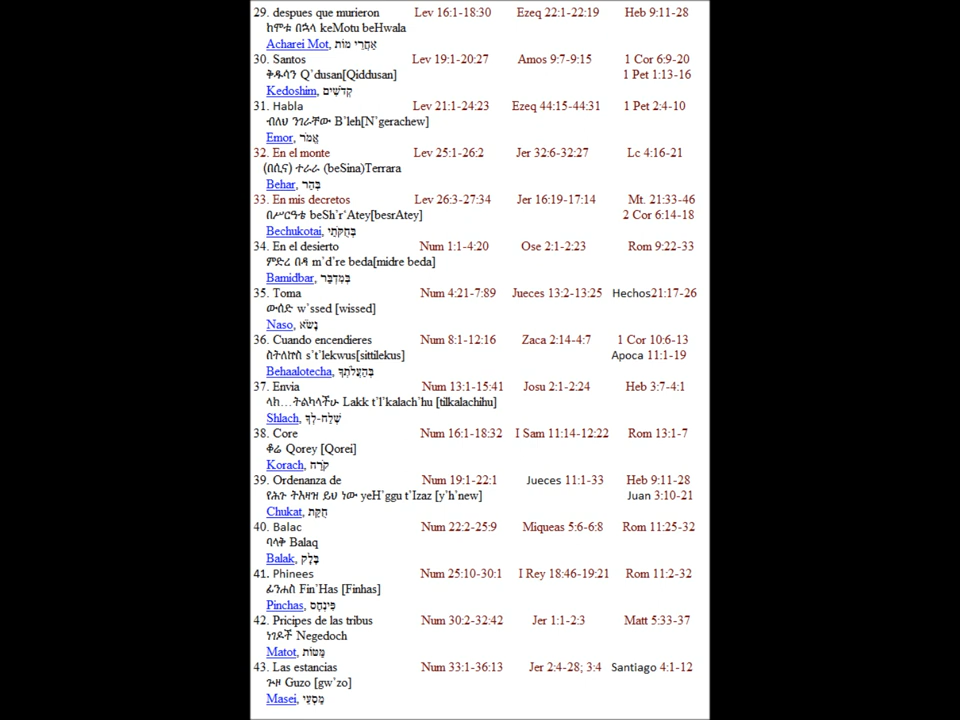 29. despues que murieron Lev 16:1-18:30 Ezeq 22:1-22:19 Heb 9:11-28
ከሞቱ በኋላ keMotu beHwala
Acharei Mot, אַחֲרֵי מוֹת
30. Santos Lev 19:1-20:27 Amos 9:7-9:15 1 Cor 6:9-20
ቅዱሳን Q'dusan[Qiddusan] 1 Pet 1:13-16
Kedoshim, קְדֹשִׁים
31. Habla Lev 21:1-24:23 Ezeq 44:15-44:31 1 Pet 2:4-10
ብለህ ንገራቸው B'leh[N'gerachew]
Emor, אֱמֹר
32. En el monte Lev 25:1-26:2 Jer 32:6-32:27 Lc 4:16-21
(በሲና) ተራራ (beSina)Terrara
Behar, בְּהַר
33. En mis decretos Lev 26:3-27:34 Jer 16:19-17:14 Mt. 21:33-46
በሥርዓቴ beSh'r'Atey[besrAtey] 2 Cor 6:14-18
Bechukotai, בְּחֻקֹּתַי
34. En el desierto Num 1:1-4:20 Ose 2:1-2:23 Rom 9:22-33
ምድረ በዳ m'd're beda[midre beda]
Bamidbar, בְּמִדְבַּר
35. Toma Num 4:21-7:89 Jueces 13:2-13:25 Hechos21:17-26
ውሰድ w'ssed [wissed]
Naso, נָשֹׂא
36. Cuando encendieres Num 8:1-12:16 Zaca 2:14-4:7 1 Cor 10:6-13
ስትለኵስ s't'lekwus[sittilekus] Apoca 11:1-19
Behaalotecha, בְּהַעֲלֹתְךָ
37. Envia Num 13:1-15:41 Josu 2:1-2:24 Heb 3:7-4:1
ላክ…ትልካላችሁ Lakk t'l'kalach'hu [tilkalachihu]
Shlach, שְׁלַח-לְךָ
38. Core Num 16:1-18:32 I Sam 11:14-12:22 Rom 13:1-7
ቆሬ Qorey [Qorei]
Korach, קֹרַח
39. Ordenanza de Num 19:1-22:1 Jueces 11:1-33 Heb 9:11-28
የሕጉ ትእዛዝ ይህ ነው yeH'ggu t'Izaz [y'h'new] Juan 3:10-21
Chukat, חֻקַּת
40. Balac Num 22:2-25:9 Miqueas 5:6-6:8 Rom 11:25-32
ባላቅ Balaq
Balak, בָּלָק
41. Phinees Num 25:10-30:1 I Rey 18:46-19:21 Rom 11:2-32
ፊንሐስ Fin'Has [Finhas]
Pinchas, פִּינְחָס
42. Pricipes de las tribus Num 30:2-32:42 Jer 1:1-2:3 Matt 5:33-37
ነገዶች Negedoch
Matot, מַּטּוֹת
43. Las estancias Num 33:1-36:13 Jer 2:4-28; 3:4 Santiago 4:1-12
ጕዞ Guzo [gw'zo]
Masei, מַסְעֵי